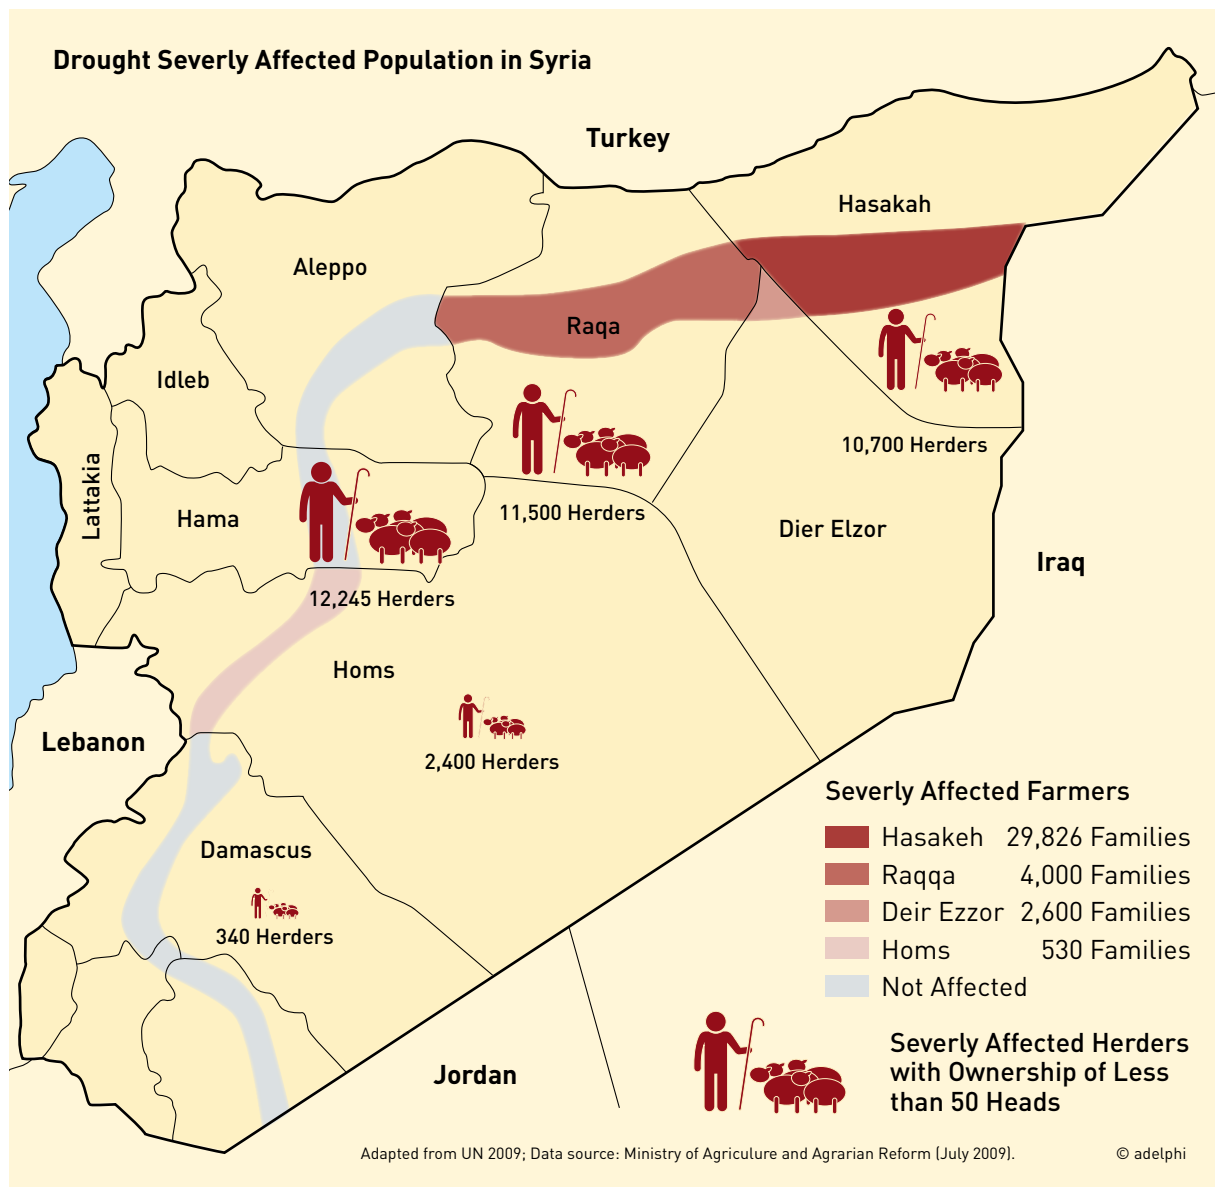 Drought Severly Affected Population in Syria
Turkey
Hasakah
Aleppo
Raqa
Idleb
10,700 Herders
Lattakia
Hama
11,500 Herders
Dier Elzor
Iraq
12,245 Herders
Homs
Lebanon
2,400 Herders
Damascus
340 Herders
Jordan
Severly Affected Farmers
Hasakeh 29,826 Families
Raqqa 4,000 Families
Deir Ezzor 2,600 Families
Homs 530 Families
Not Affected
Severly Affected Herders
with Ownership of Less
than 50 Heads
Adapted from UN 2009; Data source: Ministry of Agriculure and Agrarian Reform (July 2009).
© adelphi